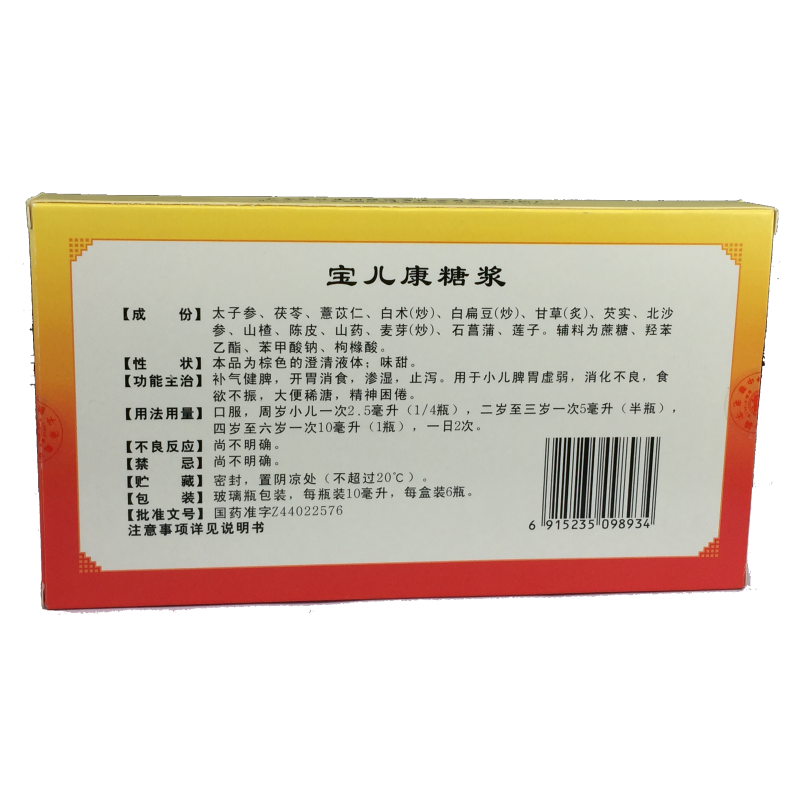 宝儿康糖浆
【成 份】太子参、茯苓、薏苡仁、白术(炒)、白扁豆(炒)、甘草(炙)、芡实、北沙
参、山楂、陈皮、山药、麦芽(炒)、石菖蒲、莲子。辅料为蔗糖、羟苯
乙酯、苯甲酸钠、枸橼酸。
【性 状】本品为棕色的澄清液体；味甜。
【功能主治】补气健脾，开胃消食，渗湿，止泻。用于小儿脾胃虚弱，消化不良，食
欲不振，大便稀溏，精神困倦。
【用法用量】口服，周岁小儿一次2.5毫升（1/4瓶），二岁至三岁一次5毫升（半瓶），
四岁至六岁一次10毫升（1瓶），一日2次。
【不良反应】尚不明确。
【禁 忌】尚不明确。
【贮 藏】密封，置阴凉处（不超过20℃）。
【包 装】玻璃瓶包装，每瓶装10毫升，每盒装6瓶。
【批准文号】国药准字Z44022576
注意事项详见说明书
6 915235 098934